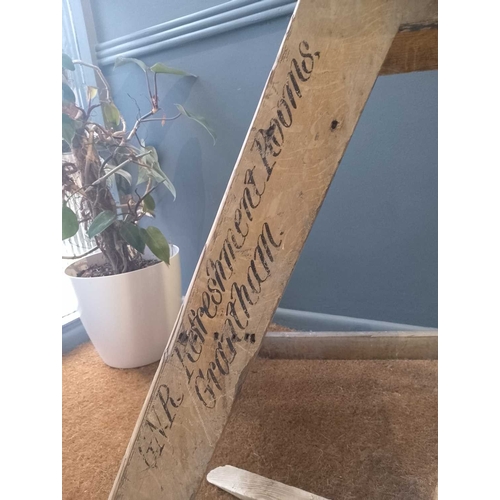 G.N.R Refreshment Rooms,
Grantham.